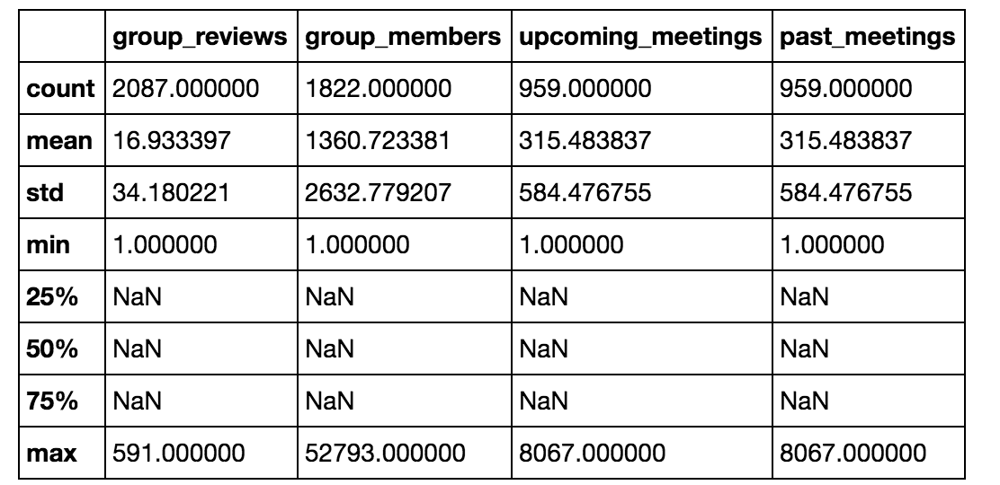 group_reviews group_members upcoming_meetings past_meetings
count 2087.000000 1822.000000 959.000000 959.000000
mean 16.933397 1360.723381 315.483837 315.483837
std 34.180221 2632.779207 584.476755 584.476755
min 1.000000 1.000000 1.000000 1.000000
25% NaN NaN NaN NaN
50% NaN NaN NaN NaN
75% NaN NaN NaN NaN
max 591.000000 52793.000000 8067.000000 8067.000000